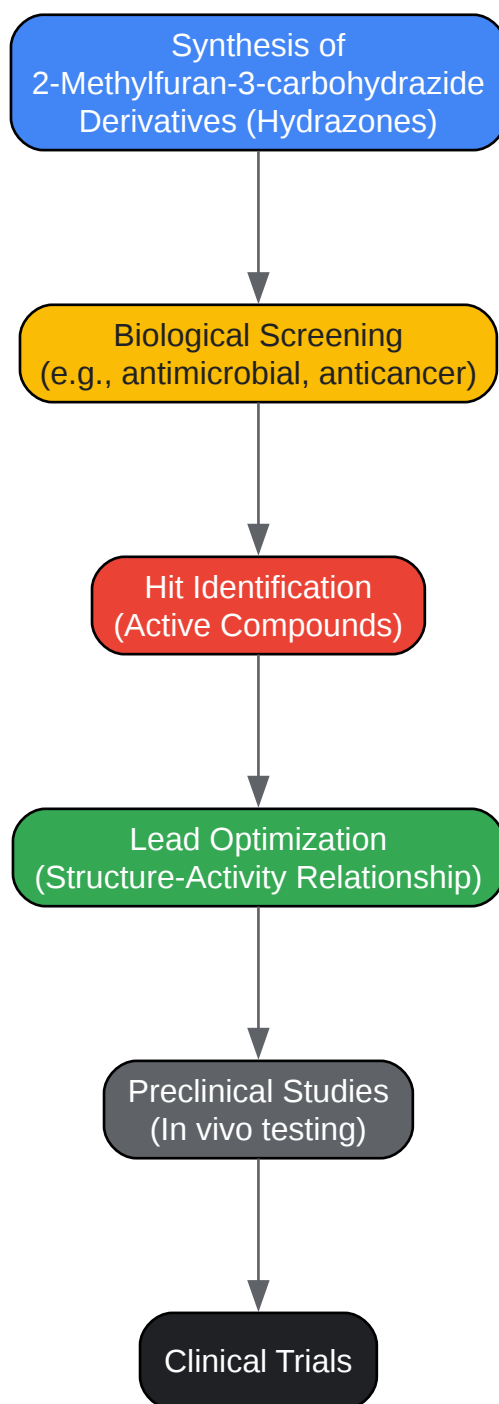 Synthesis of
2-Methylfuran-3-carbohydrazide
Derivatives (Hydrazones)
Biological Screening
(e.g., antimicrobial, anticancer)
Hit Identification
(Active Compounds)
Lead Optimization
(Structure-Activity Relationship)
Preclinical Studies
(In vivo testing)
Clinical Trials